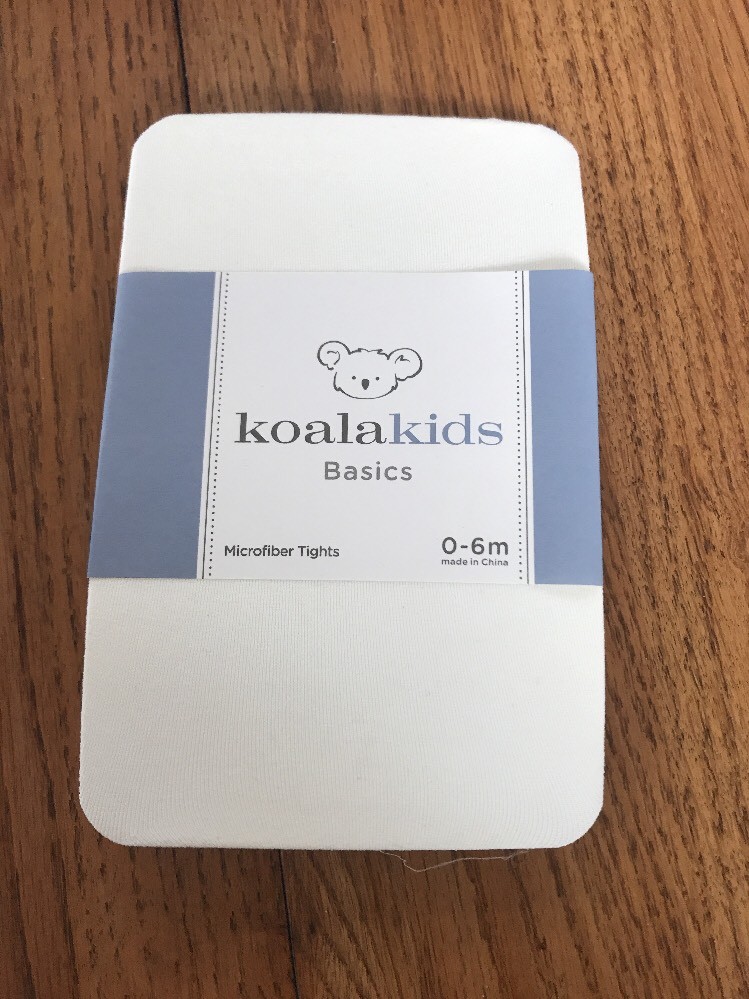 koalakids
Basics
Microfiber Tights
0-6m
made in China